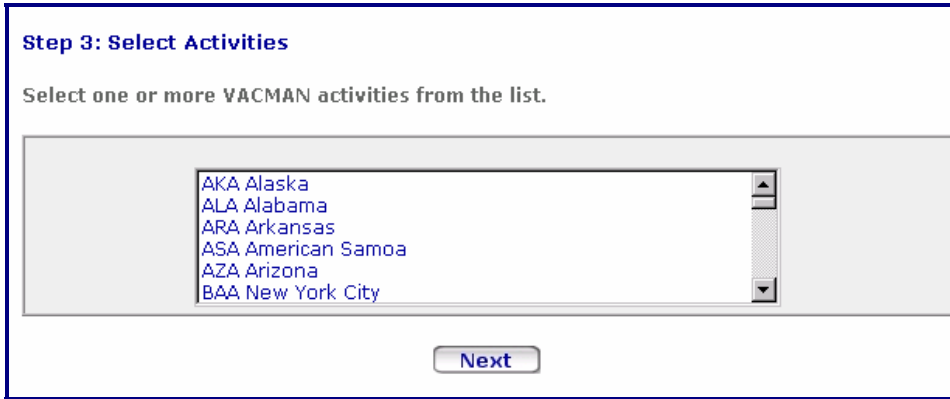 Step 3: Select Activities
Select one or more VACMAN activities from the list.
AKA Alaska
ALA Alabama
ARA Arkansas
ASA American Samoa
AZA Arizona
BAA New York City
Next